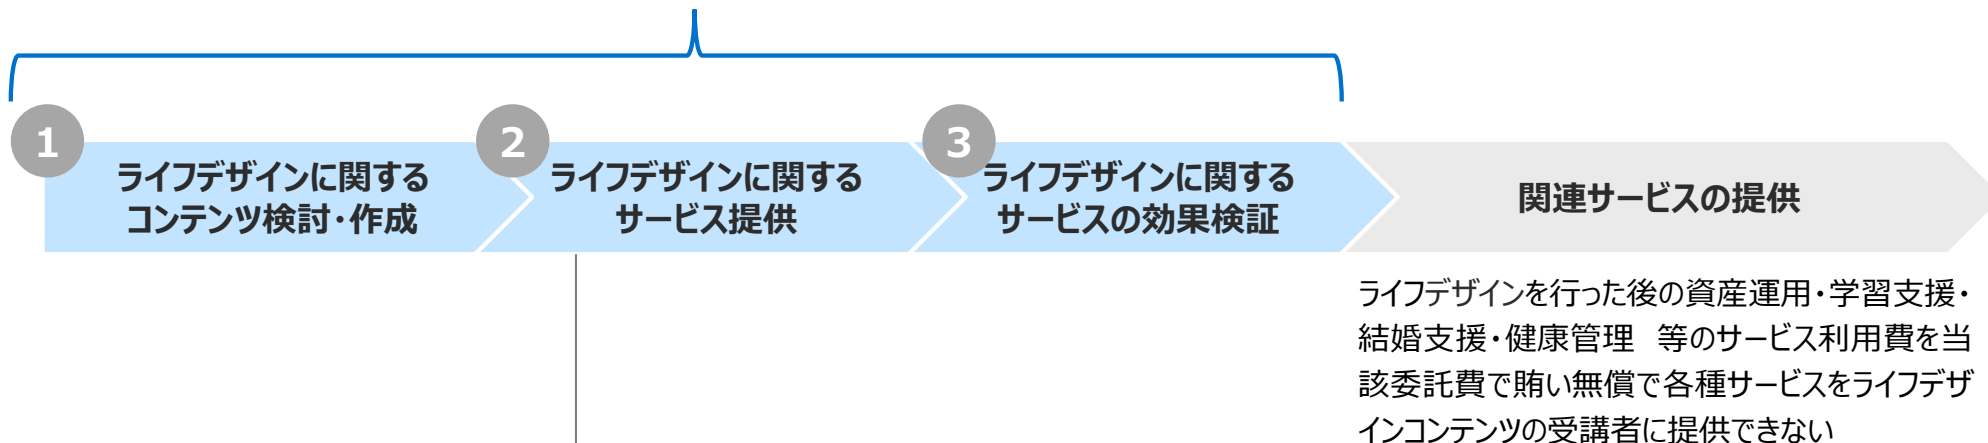 1
ライフデザインに関する
コンテンツ検討・作成
2
ライフデザインに関する
サービス提供
3
ライフデザインに関する
サービスの効果検証
関連サービスの提供
ライフデザインを行った後の資産運用・学習支援・
結婚支援・健康管理　等のサービス利用費を当
該委託費で賄い無償で各種サービスをライフデザ
インコンテンツの受講者に提供できない